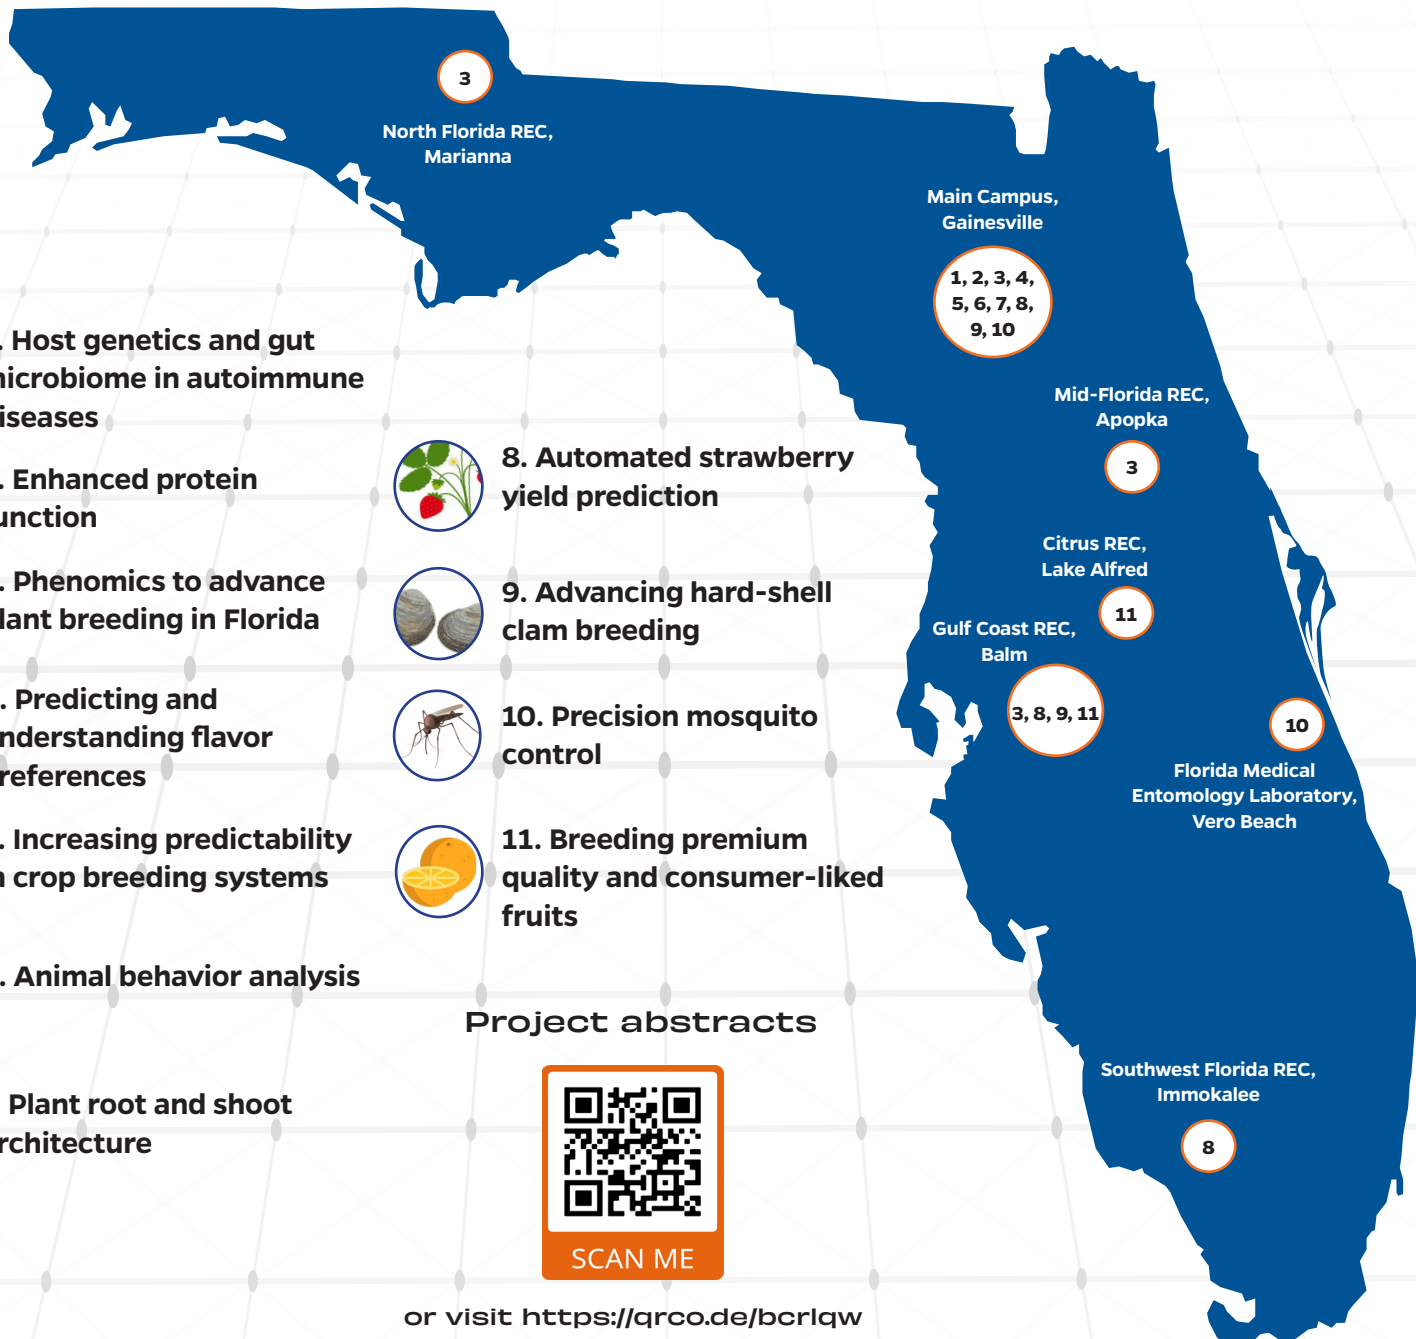 3
North Florida REC,
Marianna
Main Campus,
Gainesville
1, 2, 3, 4,
5, 6, 7, 8,
9, 10
Mid-Florida REC,
Apopka
3
Citrus REC,
Lake Alfred
11
Gulf Coast REC,
Balm
3, 8, 9, 11
10
Florida Medical
Entomology Laboratory,
Vero Beach
Southwest Florida REC,
Immokalee
8
. Host genetics and gut
icrobiome in autoimmune
iseases
. Enhanced protein
unction
. Phenomics to advance
lant breeding in Florida
. Predicting and
nderstanding flavor
references
. Increasing predictability
n crop breeding systems
. Animal behavior analysis
Plant root and shoot
rchitecture
8. Automated strawberry
yield prediction
9. Advancing hard-shell
clam breeding
10. Precision mosquito
control
11. Breeding premium
quality and consumer-liked
fruits
Project abstracts
SCAN ME
or visit https://qrco.de/bcrlqw